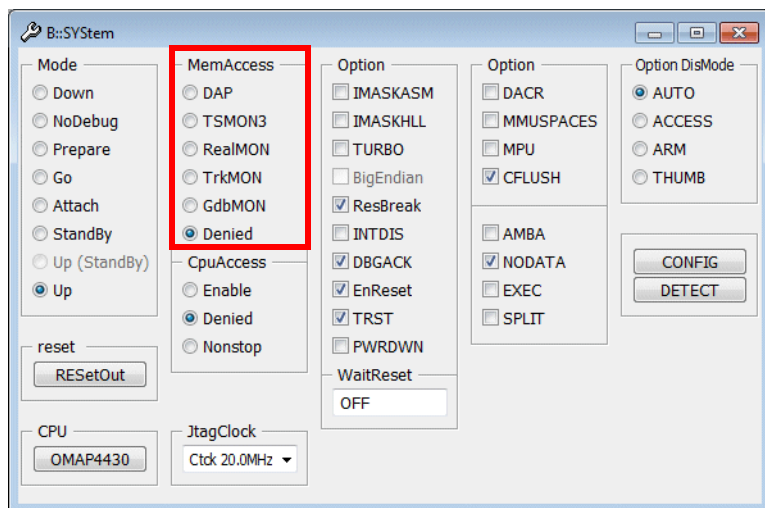 B::SYStem
Mode
Down
NoDebug
Prepare
Go
Attach
StandBy
Up (StandBy)
Up
reset
RESetOut
CPU
OMAP4430
MemAccess
DAP
TSMON3
RealMON
TrkMON
GdbMON
Denied
CpuAccess
Enable
Denied
Nonstop
JtagClock
Ctck 20.0MHz
Option
IMASKASM
IMASKHLL
TURBO
BigEndian
ResBreak
INTDIS
DBGACK
EnReset
TRST
PWRDWN
WaitReset
OFF
Option
DACR
MMUSPACES
MPU
CFLUSH
AMBA
NODATA
EXEC
SPLIT
Option DisMode
AUTO
ACCESS
ARM
THUMB
CONFIG
DETECT